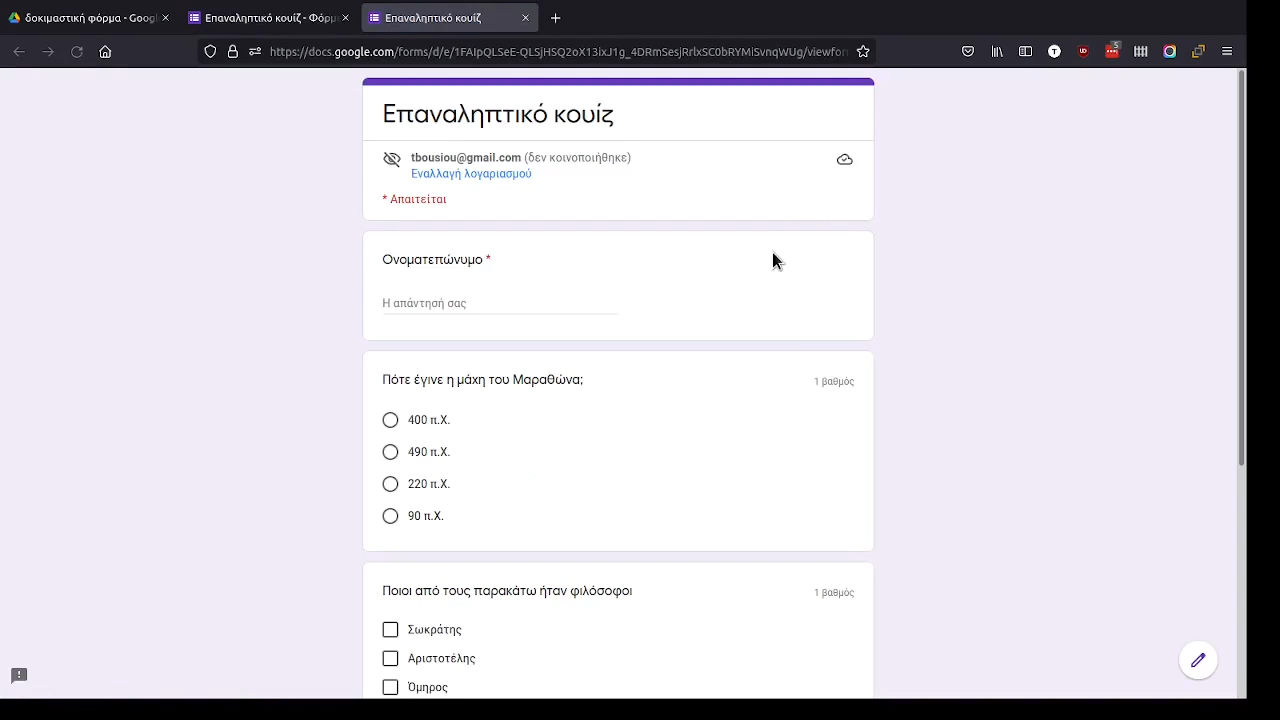 δοκιμαστική φόρμα - Googl
Επαναληπτικό κουίζ - Φόρμ
Επαναληπτικό κουίζ
https://docs.google.com/forms/d/e/1FAIpQLSeE-QLSjHSQ2oX13ixJ1g_4DRmSesjRrlxSC0bRYMiSvnqWUg/viewfor
5
Επαναληπτικό κουίζ
tbousiou@gmail.com (δεν κοινοποιήθηκε)
Εναλλαγή λογαριασμού
* Απαιτείται
Ονοματεπώνυμο *
Η απάντησή σας
Πότε έγινε η μάχη του Μαραθώνα;
1 βαθμός
400 π.Χ.
490 π.Χ.
220 π.Χ.
90 π.Χ.
Ποιοι από τους παρακάτω ήταν φιλόσοφοι
1 βαθμός
Σωκράτης
Αριστοτέλης
Όμηρος